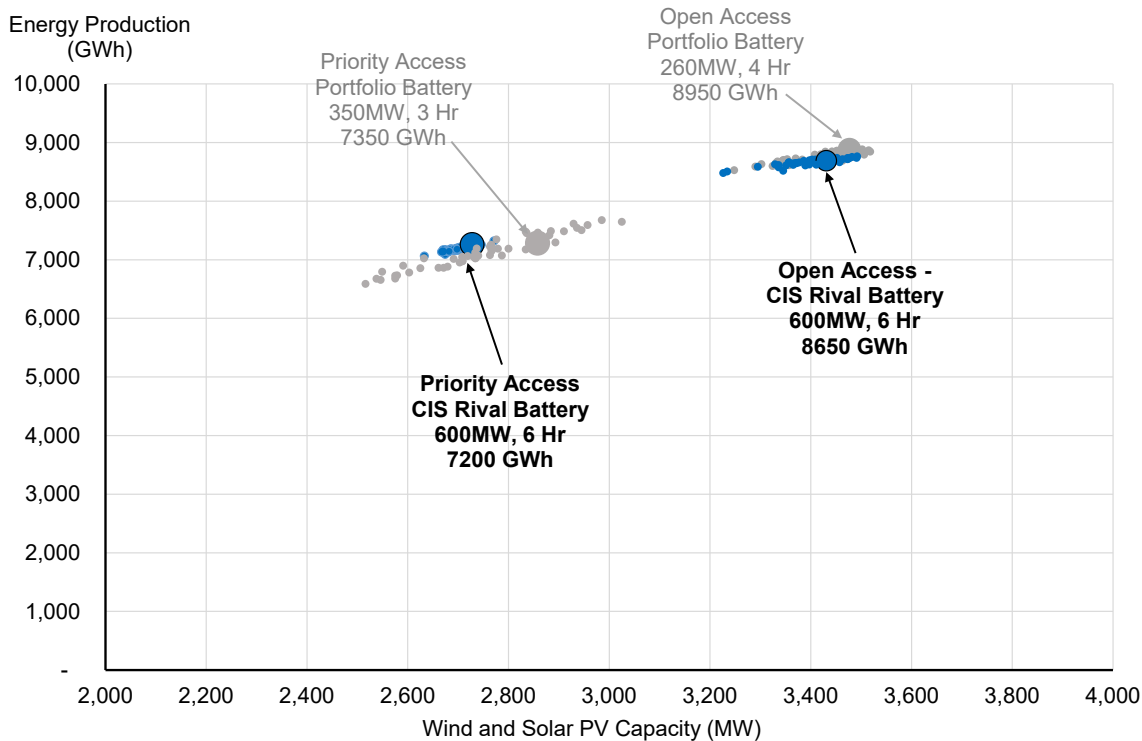 Energy Production
(GWh)
Open Access
Portfolio Battery
260MW, 4 Hr
8950 GWh
Priority Access
Portfolio Battery
350MW, 3 Hr
7350 GWh
10,000
9,000
8,000
7,000
6,000
5,000
4,000
3,000
2,000
1,000
-
Open Access -
CIS Rival Battery
600MW, 6 Hr
8650 GWh
Priority Access
CIS Rival Battery
600MW, 6 Hr
7200 GWh
2,000 2,200 2,400 2,600 2,800 3,000 3,200 3,400 3,600 3,800 4,000
Wind and Solar PV Capacity (MW)